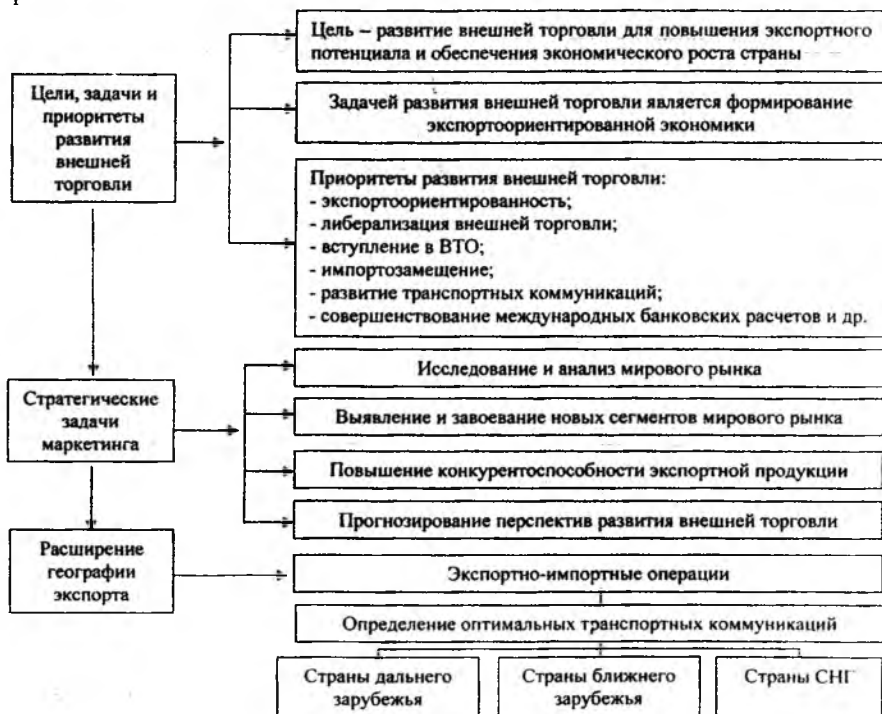 Цели, задачи и
приоритеты
развития
внешней
торговли
Цель – развитие внешней торговли для повышения экспортного
потенциала и обеспечения экономического роста страны
Задачей развития внешней торговли является формирование
экспортоориентированной экономики
Приоритеты развития внешней торговли:
- экспортоориентированность;
- либерализация внешней торговли;
- вступление в ВТО;
- импортозамещение;
- развитие транспортных коммуникаций;
- совершенствование международных банковских расчетов и др.
Стратегические
задачи
маркетинга
Исследование и анализ мирового рынка
Выявление и завоевание новых сегментов мирового рынка
Повышение конкурентоспособности экспортной продукции
Прогнозирование перспектив развития внешней торговли
Расширение
географии
экспорта
Экспортно-импортные операции
Определение оптимальных транспортных коммуникаций
Страны дальнего
зарубежья
Страны ближнего
зарубежья
Страны СНГ